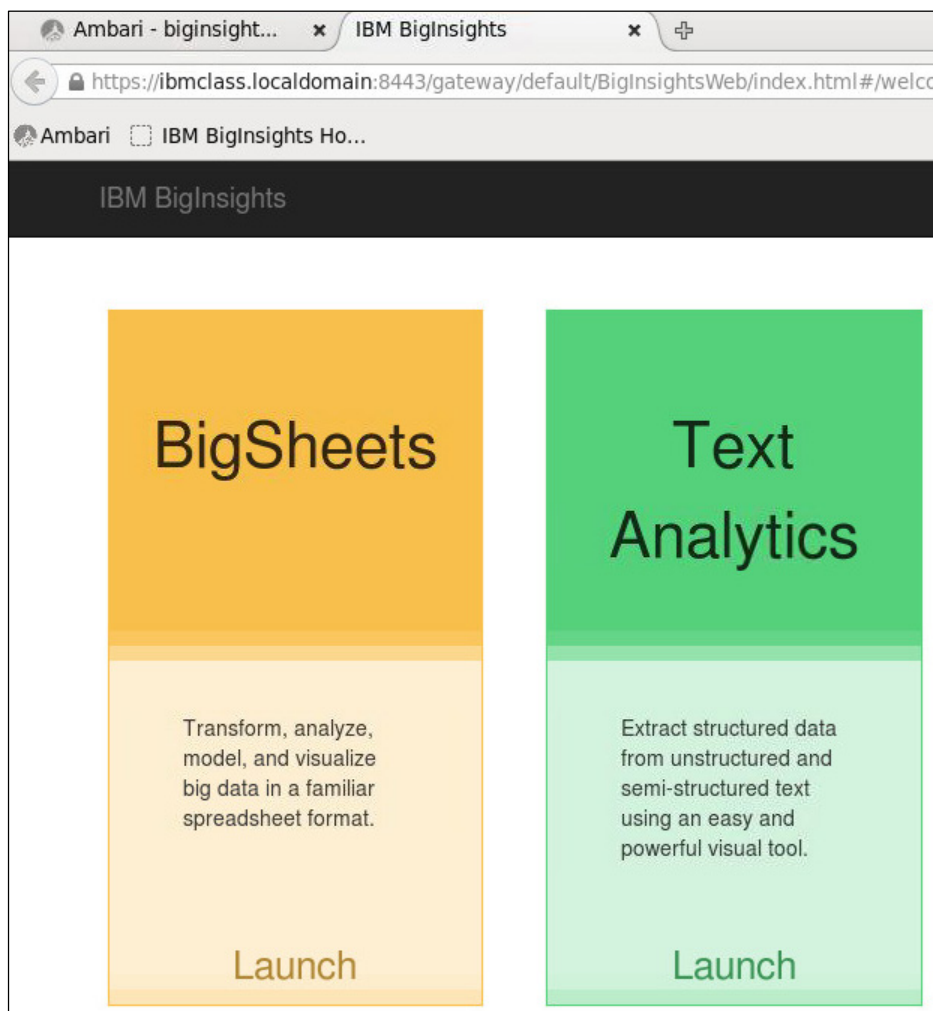 Ambari - biginsight... × IBM BigInsights ×
https://ibmclass.localdomain:8443/gateway/default/BigInsightsWeb/index.html#/welco
Ambari IBM BigInsights Ho...
IBM BigInsights
BigSheets
Transform, analyze,
model, and visualize
big data in a familiar
spreadsheet format.
Launch
Text
Analytics
Extract structured data
from unstructured and
semi-structured text
using an easy and
powerful visual tool.
Launch